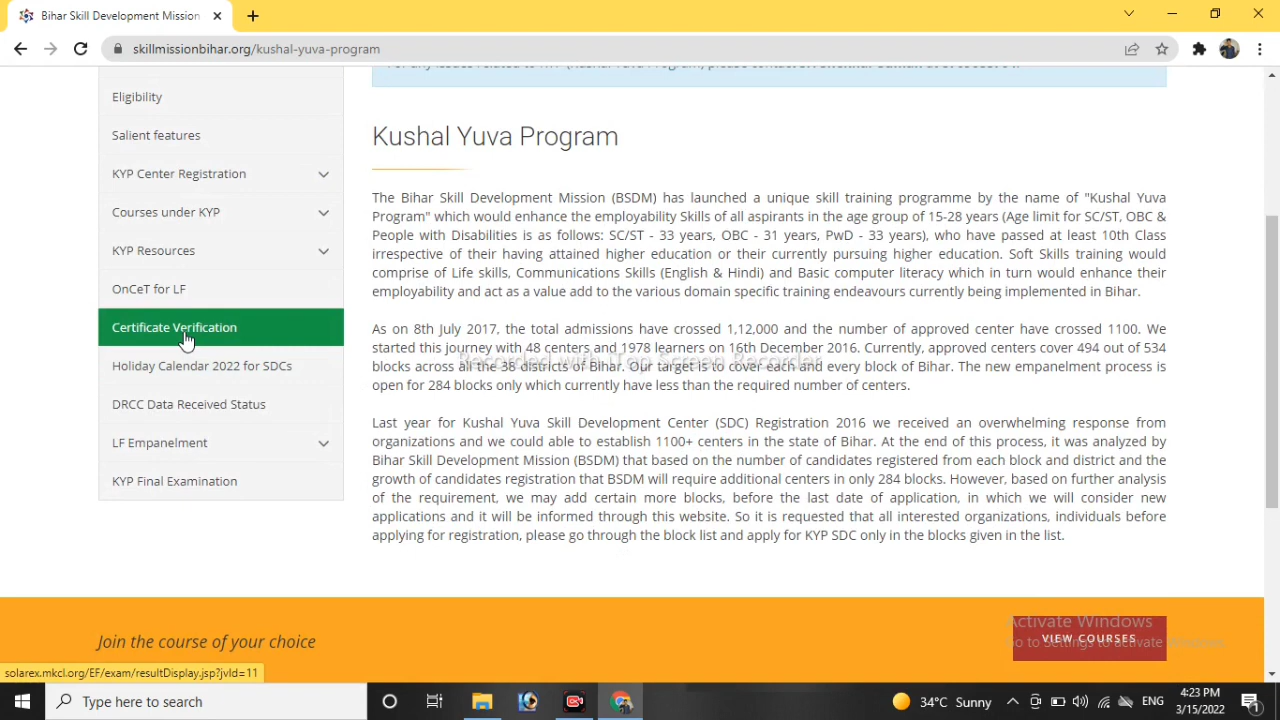 Bihar Skill Development Mission
skillmissionbihar.org/kushal-yuva-program
Eligibility
Salient features
KYP Center Registration
Courses under KYP
KYP Resources
OnCeT for LF
Certificate Verification
Holiday Calendar 2022 for SDCs
DRCC Data Received Status
LF Empanelment
KYP Final Examination
Kushal Yuva Program
The Bihar Skill Development Mission (BSDM) has launched a unique skill training programme by the name of "Kushal Yuva
Program" which would enhance the employability Skills of all aspirants in the age group of 15-28 years (Age limit for SC/ST, OBC &
People with Disabilities is as follows: SC/ST - 33 years, OBC - 31 years, PwD - 33 years), who have passed at least 10th Class
irrespective of their having attained higher education or their currently pursuing higher education. Soft Skills training would
comprise of Life skills, Communications Skills (English & Hindi) and Basic computer literacy which in turn would enhance their
employability and act as a value add to the various domain specific training endeavours currently being implemented in Bihar.
As on 8th July 2017, the total admissions have crossed 1,12,000 and the number of approved center have crossed 1100. We
started this journey with 48 centers and 1978 learners on 16th December 2016. Currently, approved centers cover 494 out of 534
blocks across all the 38 districts of Bihar. Our target is to cover each and every block of Bihar. The new empanelment process is
open for 284 blocks only which currently have less than the required number of centers.
Recorded with iTop Screen Recorder
Last year for Kushal Yuva Skill Development Center (SDC) Registration 2016 we received an overwhelming response from
organizations and we could able to establish 1100+ centers in the state of Bihar. At the end of this process, it was analyzed by
Bihar Skill Development Mission (BSDM) that based on the number of candidates registered from each block and district and the
growth of candidates registration that BSDM will require additional centers in only 284 blocks. However, based on further analysis
of the requirement, we may add certain more blocks, before the last date of application, in which we will consider new
applications and it will be informed through this website. So it is requested that all interested organizations, individuals before
applying for registration, please go through the block list and apply for KYP SDC only in the blocks given in the list.
Join the course of your choice
VIEW COURSES
Activate Windows
Go to Settings to activate Windows.
solarex.mkcl.org/EF/exam/resultDisplay.jsp?jvId=11
Type here to search
34°C Sunny
ENG
4:23 PM
3/15/2022
1